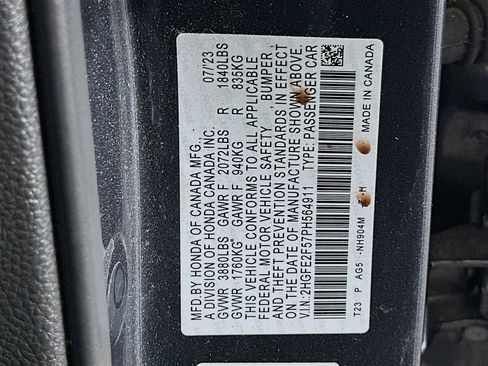 MFD.BY HONDA OF CANADA MFG., 07/23
DIVISION OF HONDA CANADA INC.
GVWR 3880LBS GAWR F 2072LBS R 1840LBS
GVWR 1760KG GAWR F 940KG R 835KG
THIS VEHICLE CONFORMS TO ALL APPLICABLE
FEDERAL MOTOR VEHICLE SAFETY, BUMPER,
AND THEFT PREVENTION STANDARDS IN EFFECT
ON THE DATE OF MANUFACTURE SHOWN ABOVE.
V.I.N.:2HGFE2F57PH564911 TYPE:PASSENGER CAR
T23 P AG5 -NH904M -H MADE IN CANADA